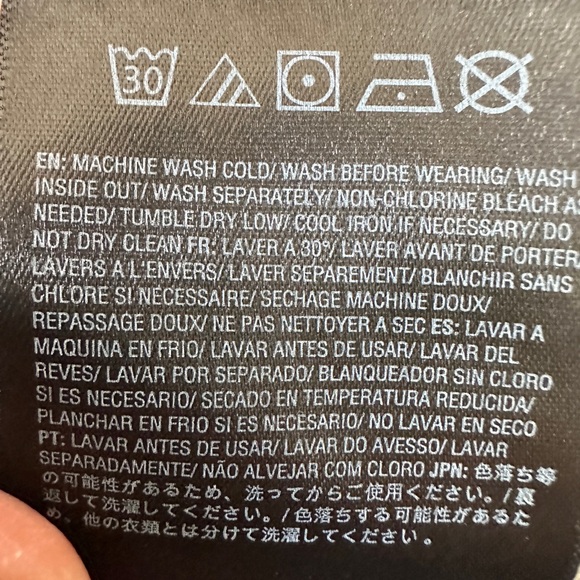 30
EN: MACHINE WASH COLD/ WASH BEFORE WEARING/ WASH
INSIDE OUT/ WASH SEPARATELY/ NON-CHLORINE BLEACH AS
NEEDED/ TUMBLE DRY LOW/ COOL IRON IF NECESSARY/ DO
NOT DRY CLEAN FR: LAVER A 30°/ LAVER AVANT DE PORTER/
LAVERS A L'ENVERS/ LAVER SEPAREMENT/ BLANCHIR SANS
CHLORE SI NECESSAIRE/ SECHAGE MACHINE DOUX/
REPASSAGE DOUX/ NE PAS NETTOYER A SEC ES: LAVAR A
MAQUINA EN FRIO/ LAVAR ANTES DE USAR/ LAVAR DEL
REVES/ LAVAR POR SEPARADO/ BLANQUEADOR SIN CLORO
SI ES NECESARIO/ SECADO EN TEMPERATURA REDUCIDA/
PLANCHAR EN FRIO SI ES NECESARIO/ NO LAVAR EN SECO
PT: LAVAR ANTES DE USAR/ LAVAR DO AVESSO/ LAVAR
SEPARADAMENTE/ NÃO ALVEJAR COM CLORO JPN: 色落ち等
の可能性があるため、洗ってからご使用ください。/裏
返して洗濯してください。/色落ちする可能性があるた
め、他の衣類とは分けて洗濯してください。